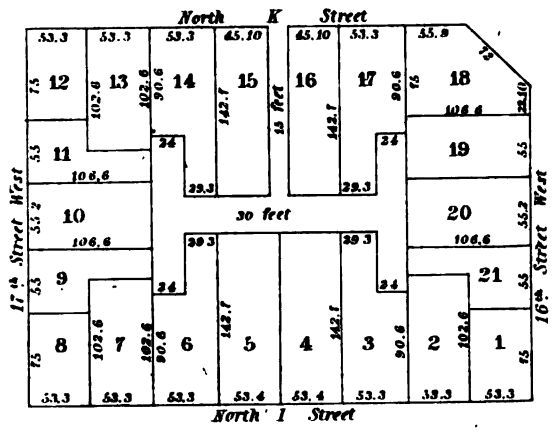 North K Street
53.3 53.3 53.3 45.10 45.10 53.3 55.9
75 12 102.6 13 102.6 90.6 14 142.7 15 15 feet 16 142.7 17 90.6 75 18 22.10
106.6
24 24
55 11 19 55
106.6
29.3 29.3
17th Street West
55.2 10 30 feet 20 55.2
16th Street West
106.6 29.3 29.3 106.6
55 9 21 55
24 24
75 8 102.6 7 102.6 90.6 6 142.7 5 4 142.7 3 90.6 2 102.6 1 75
53.3 53.3 53.3 53.4 53.4 53.3 53.3 53.3
North I Street